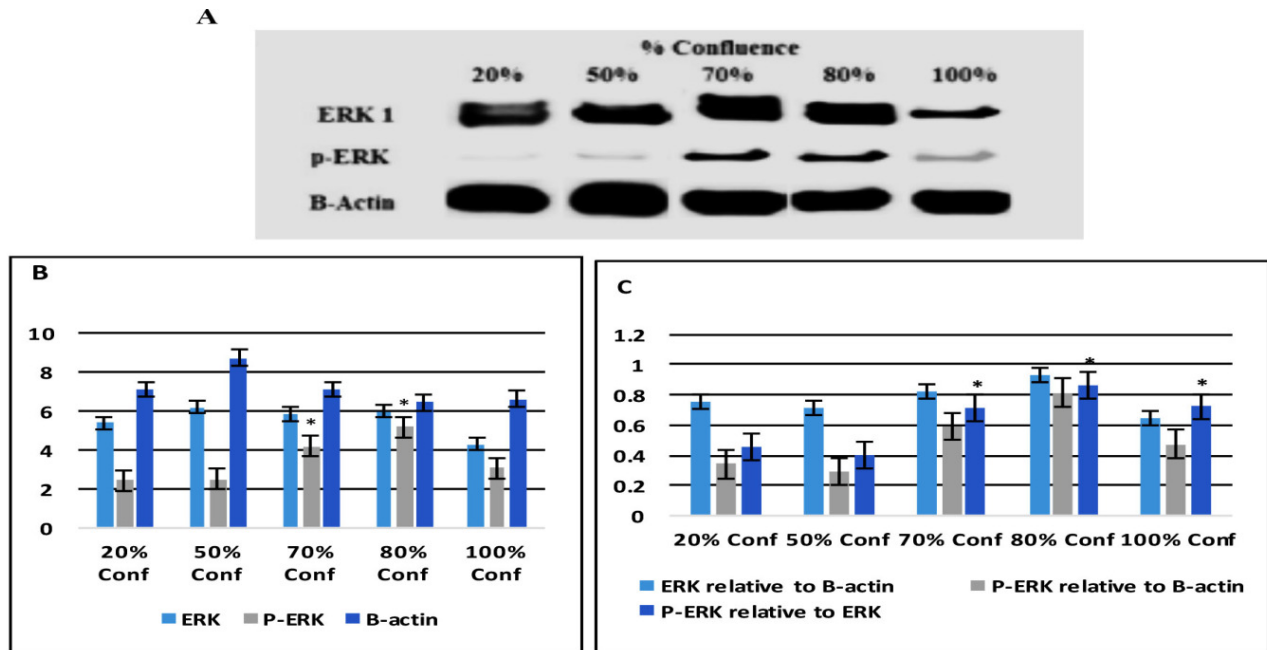 A
% Confluence
20% 50% 70% 80% 100%
ERK 1
p-ERK
B-Actin
B
10
8
6
4
2
0
* *
20% Conf 50% Conf 70% Conf 80% Conf 100% Conf
ERK P-ERK B-actin
C
1.2
1
0.8
0.6
0.4
0.2
0
* * *
20% Conf 50% Conf 70% Conf 80% Conf 100% Conf
ERK relative to B-actin P-ERK relative to B-actin
P-ERK relative to ERK